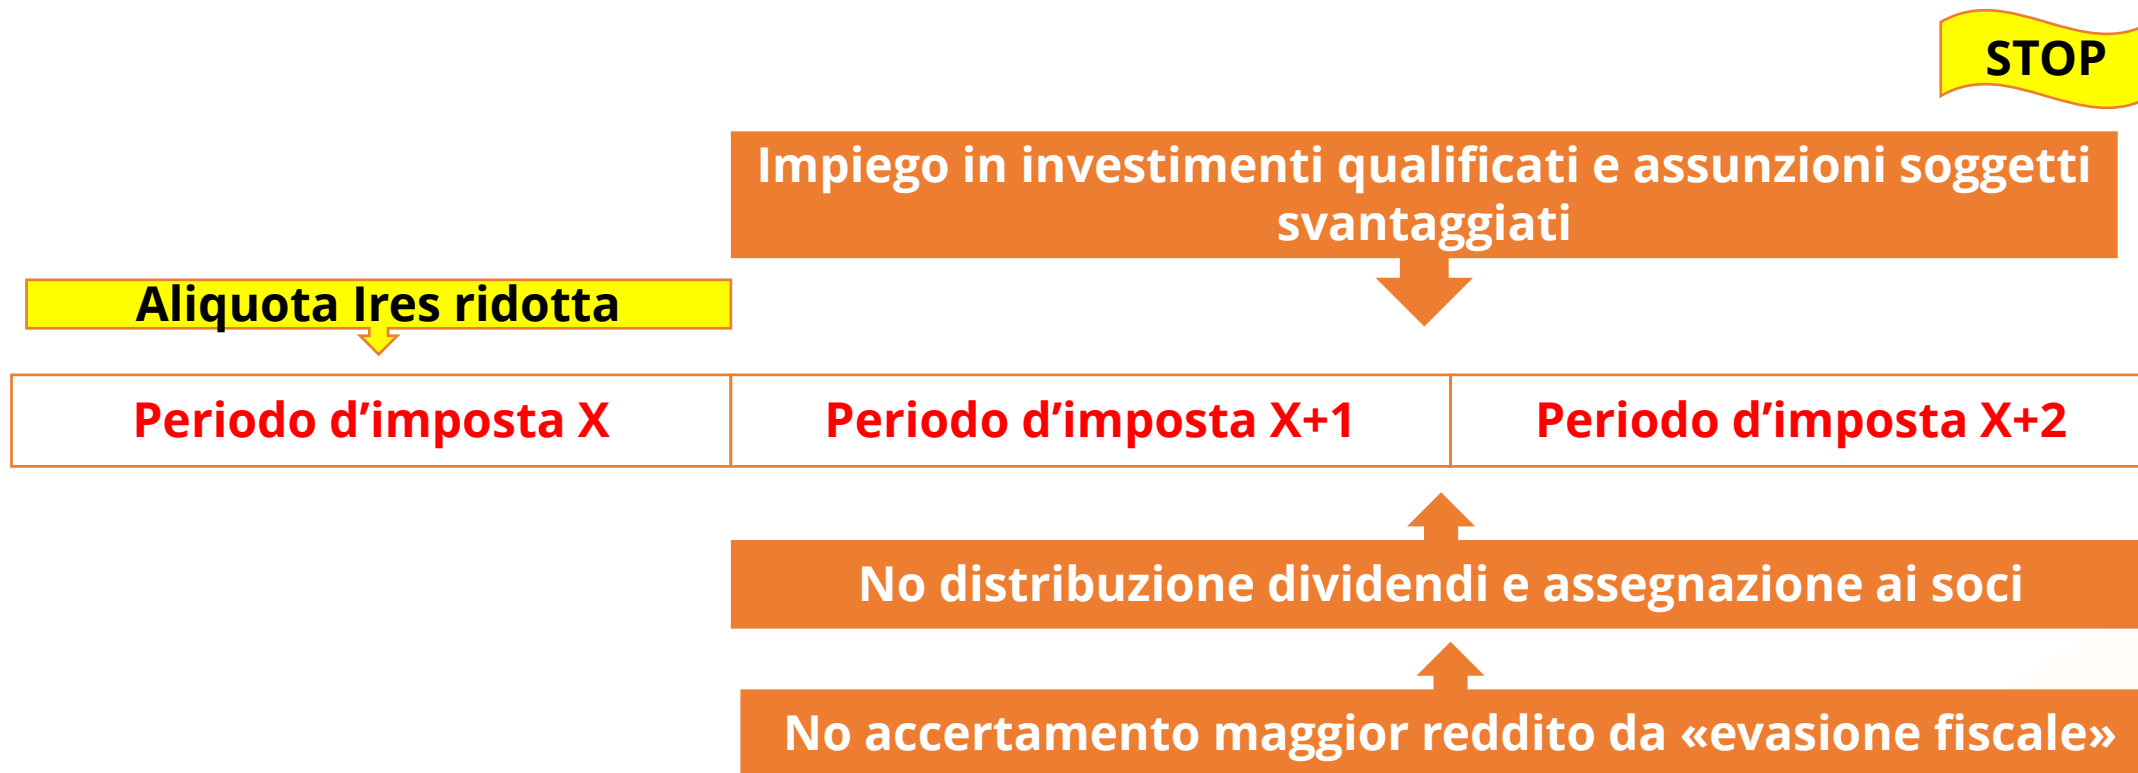 STOP
Impiego in investimenti qualificati e assunzioni soggetti
svantaggiati
Aliquota Ires ridotta
Periodo d’imposta X
Periodo d’imposta X+1
Periodo d’imposta X+2
No distribuzione dividendi e assegnazione ai soci
No accertamento maggior reddito da «evasione fiscale»